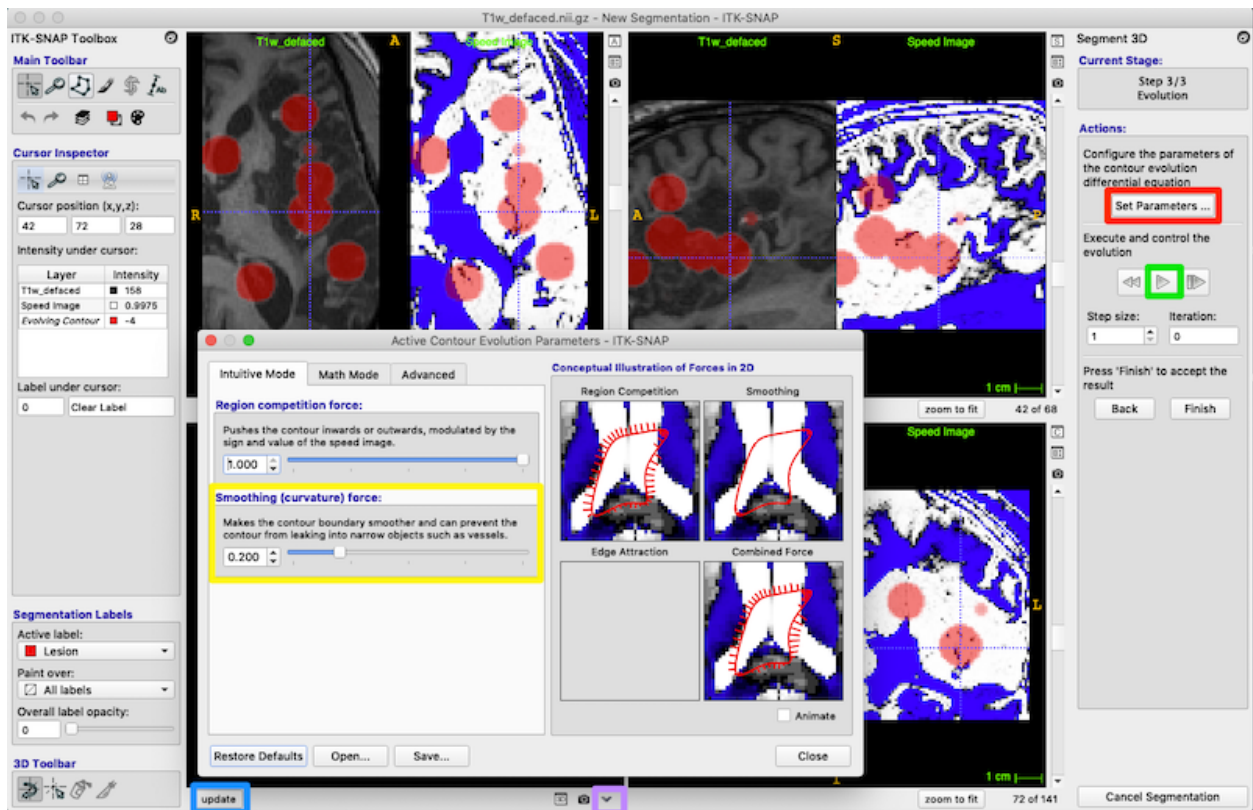 T1w_defaced.nii.gz - New Segmentation - ITK-SNAP
ITK-SNAP Toolbox
Main Toolbar
Cursor Inspector
Cursor position (x,y,z):
42 72 28
Intensity under cursor:
Layer Intensity
T1w_defaced 158
Speed Image 0.9975
Evolving Contour -4
Label under cursor:
0 Clear Label
Segmentation Labels
Active label:
Lesion
Paint over:
All labels
Overall label opacity:
0
3D Toolbar
T1w_defaced A Speed Image
R L
A
T1w_defaced S Speed Image
A P
S
1 cm
zoom to fit 42 of 68
Speed Image
C
L
I
1 cm
update
zoom to fit 72 of 141
Active Contour Evolution Parameters - ITK-SNAP
Intuitive Mode Math Mode Advanced
Region competition force:
Pushes the contour inwards or outwards, modulated by the
sign and value of the speed image.
1.000
Smoothing (curvature) force:
Makes the contour boundary smoother and can prevent the
contour from leaking into narrow objects such as vessels.
0.200
Conceptual Illustration of Forces in 2D
Region Competition Smoothing
Edge Attraction Combined Force
Animate
Restore Defaults Open... Save... Close
Segment 3D
Current Stage:
Step 3/3
Evolution
Actions:
Configure the parameters of
the contour evolution
differential equation
Set Parameters ...
Execute and control the
evolution
Step size: Iteration:
1 0
Press 'Finish' to accept the
result
Back Finish
Cancel Segmentation